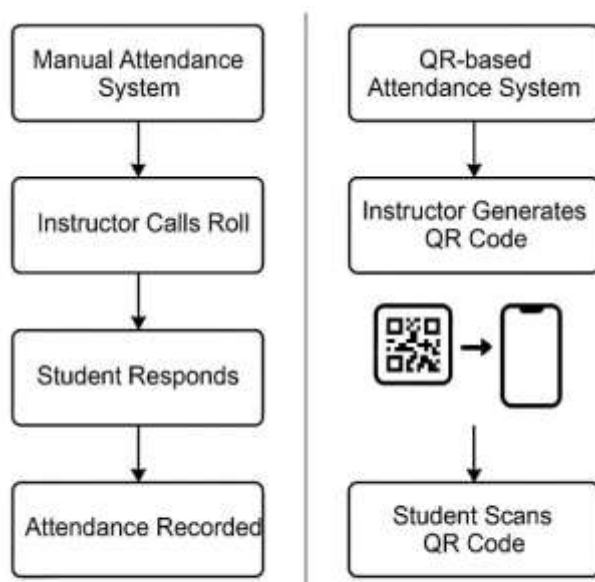 Manual Attendance
System
Instructor Calls Roll
Student Responds
Attendance Recorded
QR-based
Attendance System
Instructor Generates
QR Code
Student Scans
QR Code